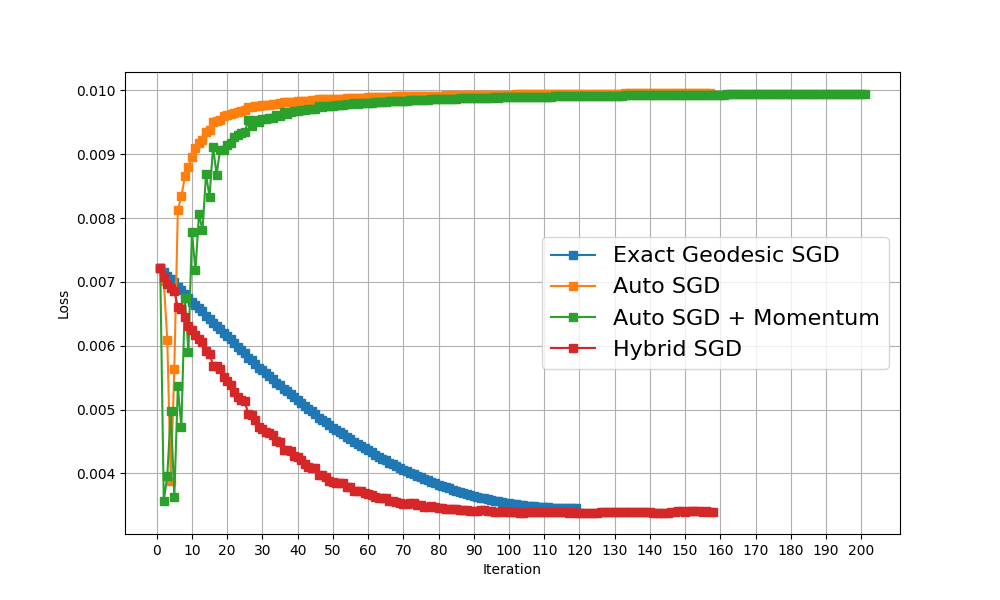 0.010
0.009
0.008
0.007
0.006
0.005
0.004
Loss
Exact Geodesic SGD
Auto SGD
Auto SGD + Momentum
Hybrid SGD
0 10 20 30 40 50 60 70 80 90 100 110 120 130 140 150 160 170 180 190 200
Iteration